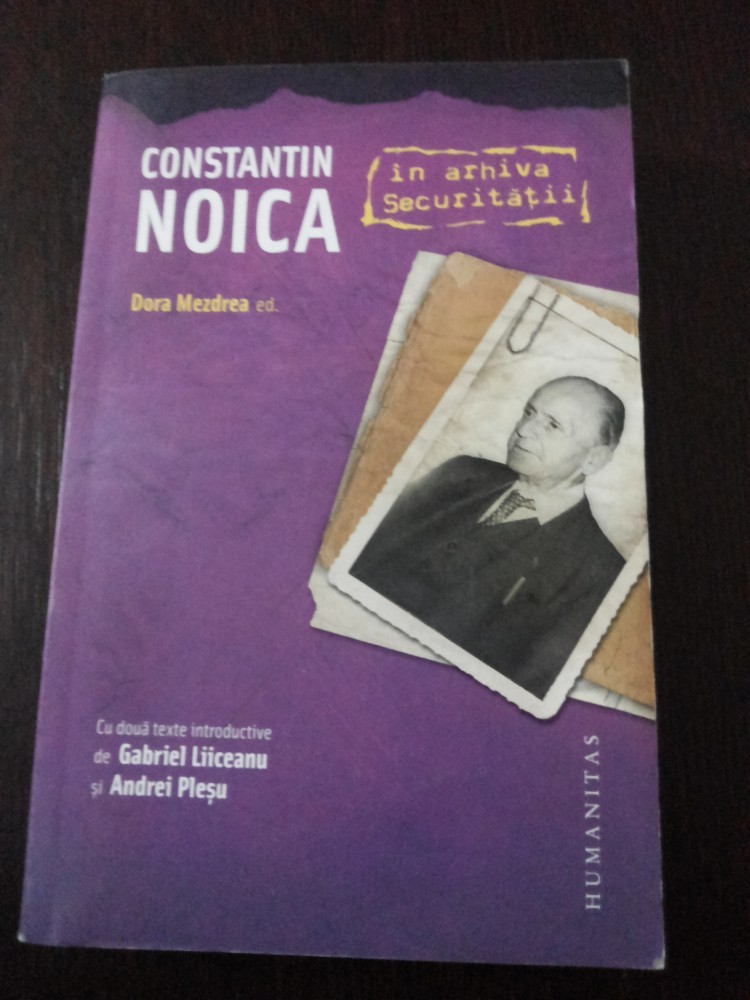 CONSTANTIN
NOICA
în arhiva
Securității
Dora Mezdrea ed.
Cu două texte introductive
de Gabriel Liiceanu
și Andrei Pleșu
HUMANITAS